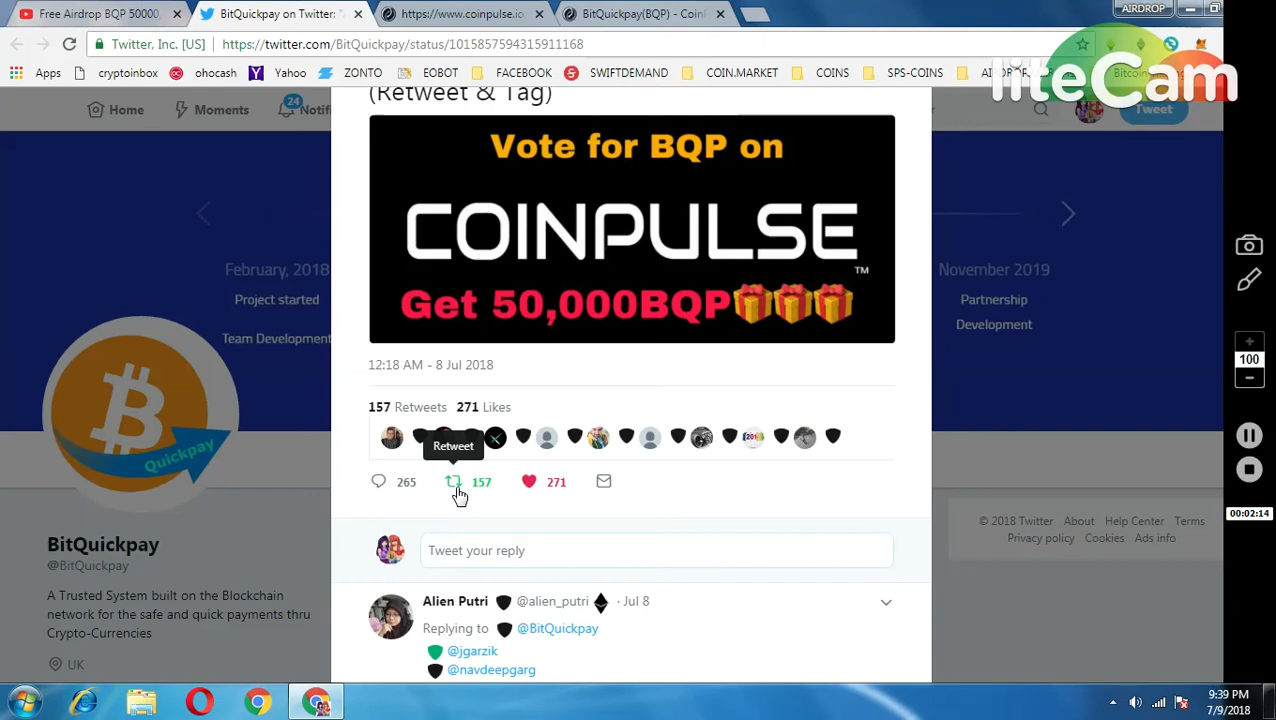 Free Airdrop BQP 50000
BitQuickpay on Twitter: "
https://www.coinpulse.io
BitQuickpay(BQP) - Coin
AIRDROP
Twitter, Inc. [US]
https://twitter.com/BitQuickpay/status/1015857594315911168
Apps
cryptoinbox
ohocash
Yahoo
ZONTO
EOBOT
FACEBOOK
SWIFTDEMAND
COIN.MARKET
COINS
SPS-COINS
liteCam
Home
Moments
24
Notifi
Tweet
(Retweet & Tag)
Vote for BQP on
COINPULSE
TM
Get 50,000BQP
February, 2018
Project started
Team Development
November 2019
Partnership
Development
12:18 AM - 8 Jul 2018
157 Retweets 271 Likes
Retweet
265
157
271
100
00:02:14
Quickpay
BitQuickpay
@BitQuickpay
A Trusted System built on the Blockchain
network for the safe and quick payments thru
Crypto-Currencies
UK
Tweet your reply
Alien Putri @alien_putri · Jul 8
Replying to @BitQuickpay
@jgarzik
@navdeepgarg
© 2018 Twitter About Help Center Terms
Privacy policy Cookies Ads info
9:39 PM
7/9/2018